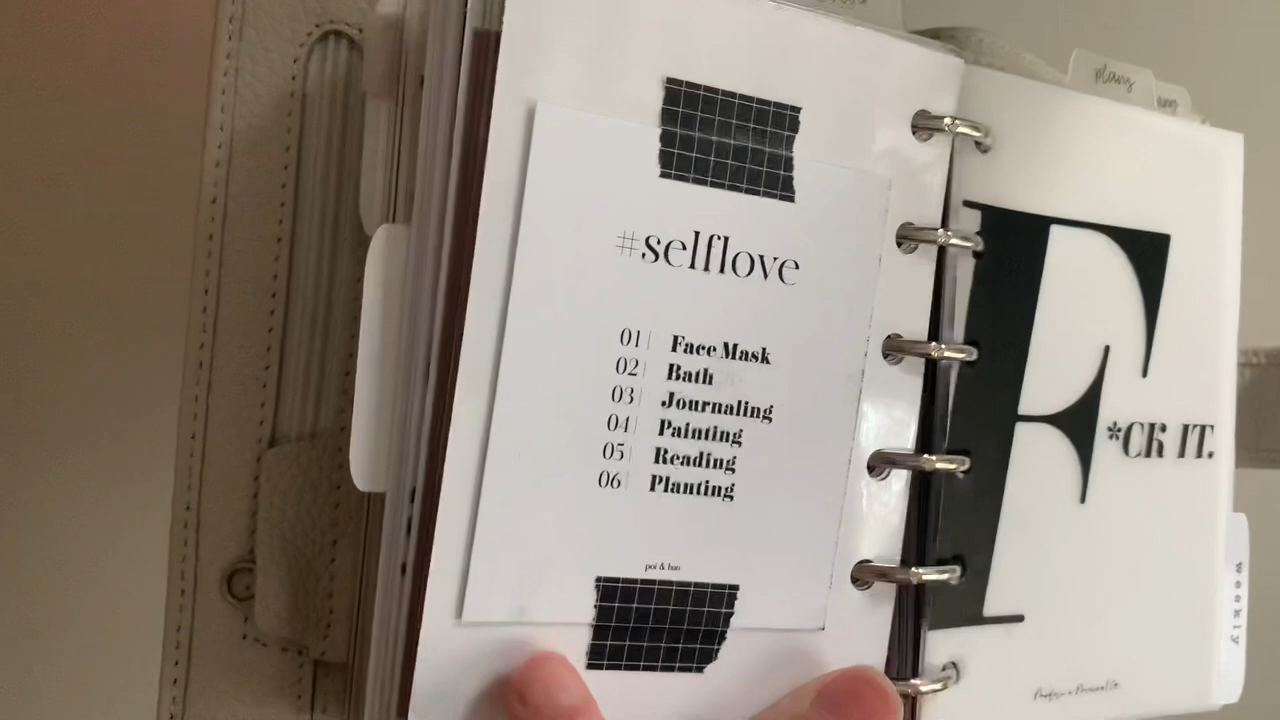 #selflove
01| Face Mask
02| Bath
03| Journaling
04| Painting
05| Reading
06| Planting
poi & huo
plans
F
*CK IT.
weekly